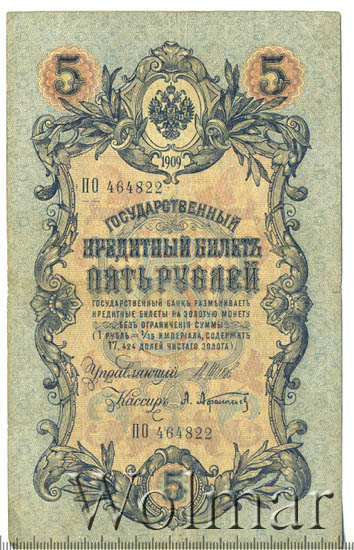 5 5
1909
ПО 464822
ГОСУДАРСТВЕННЫЙ
КРЕДИТНЫЙ БИЛЕТЪ
ПЯТЬ РУБЛЕЙ
ГОСУДАРСТВЕННЫЙ БАНКЪ РАЗМѢНИВАЕТЪ
КРЕДИТНЫЕ БИЛЕТЫ НА ЗОЛОТУЮ МОНЕТУ
БЕЗЪ ОГРАНИЧЕНІЯ СУММЫ
(1 РУБЛЬ = 1/15 ИМПЕРІАЛА, СОДЕРЖИТЪ
17,424 ДОЛЕЙ ЧИСТАГО ЗОЛОТА).
Управляющій
Кассиръ
ПО 464822
5
Wolmar